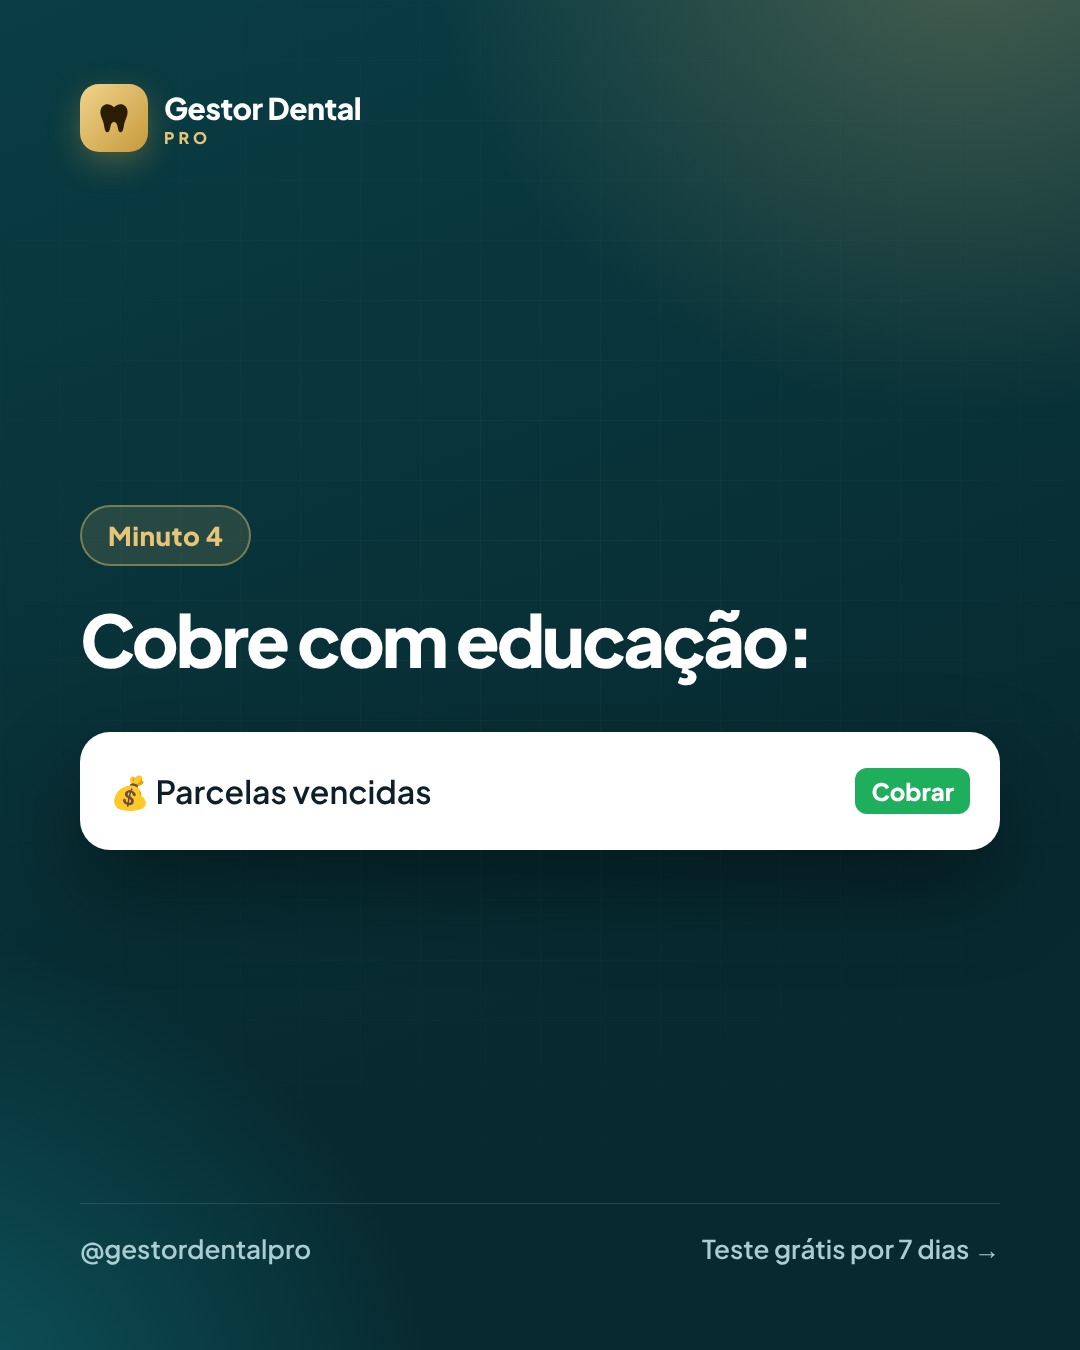 Gestor Dental
PRO
Minuto 4
Cobre com educação:
💰 Parcelas vencidas
Cobrar
@gestordentalpro
Teste grátis por 7 dias →